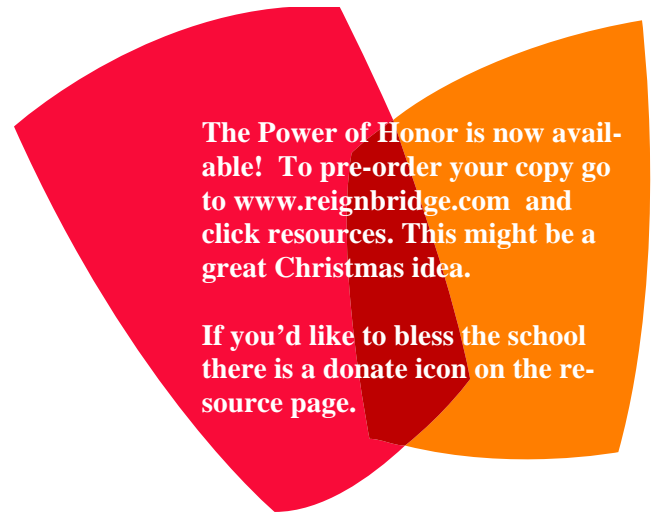 The Power of Honor is now avail-
able!  To pre-order your copy go
to www.reignbridge.com  and
click resources. This might be a
great Christmas idea.

If you’d like to bless the school
there is a donate icon on the re-
source page.